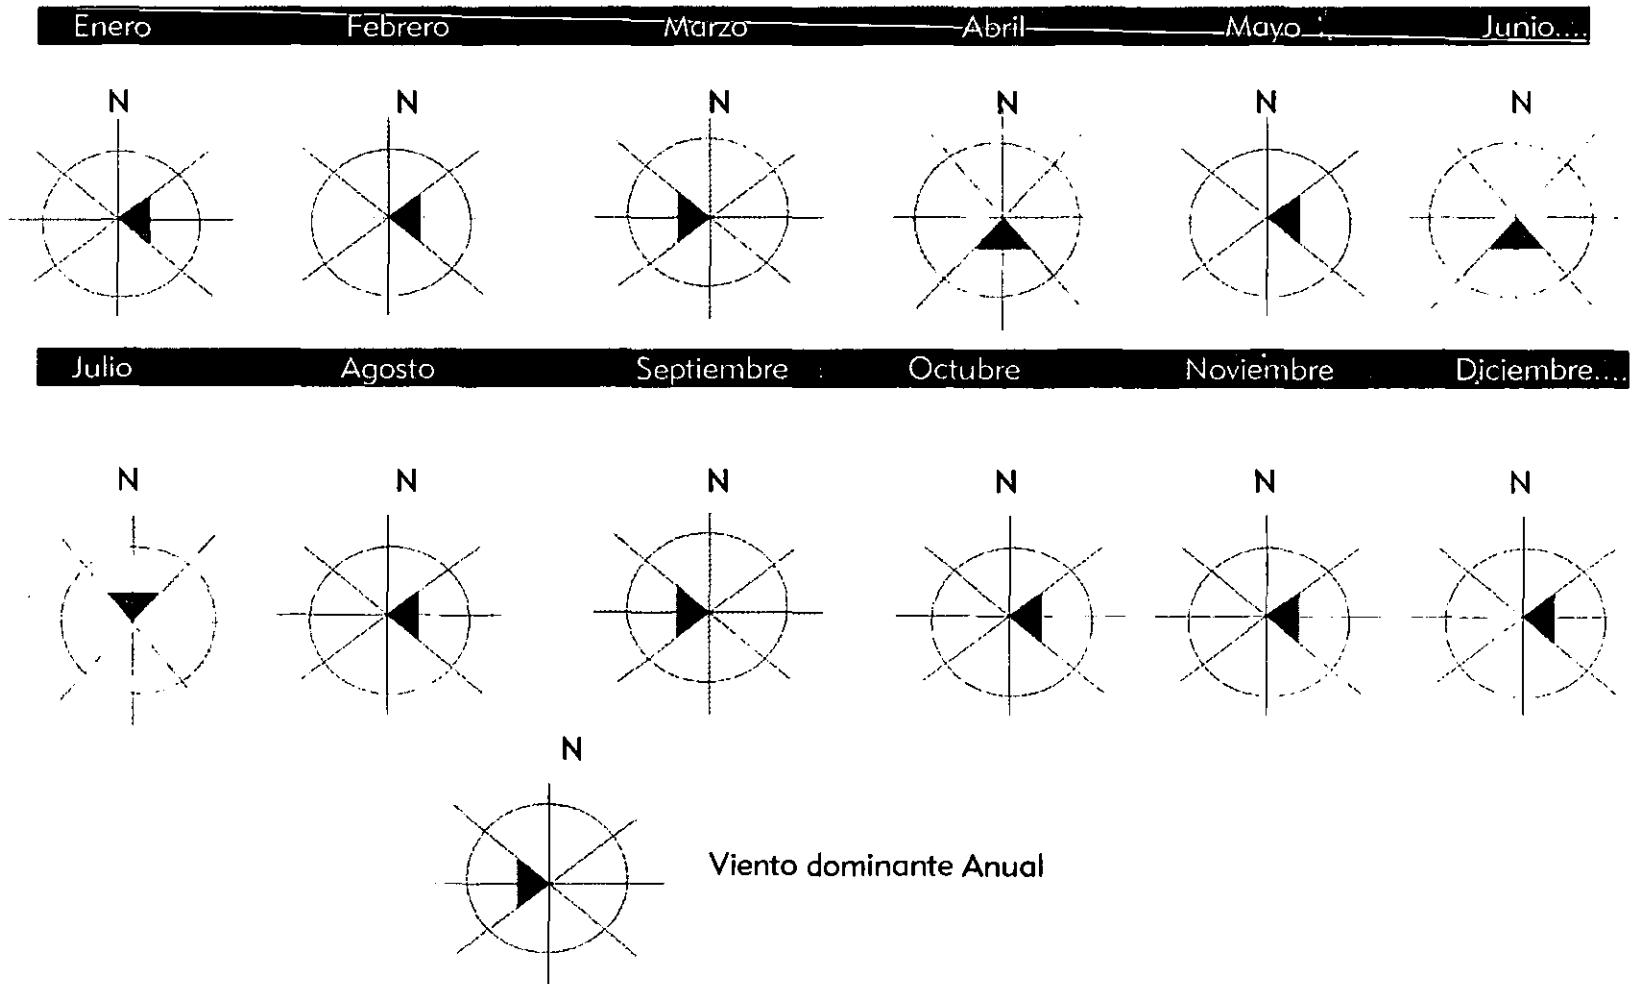 Enero Febrero Marzo Abril Mayo Junio....
N N N N N N
Julio Agosto Septiembre Octubre Noviembre Diciembre....
N N N N N N
N
Viento dominante Anual